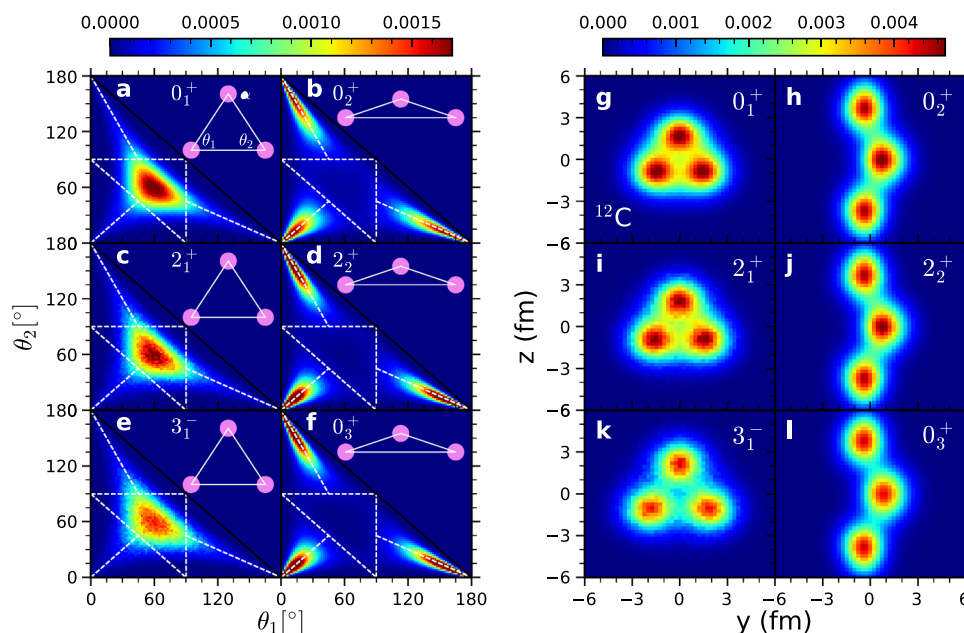 0.0000 0.0005 0.0010 0.0015
0.000 0.001 0.002 0.003 0.004
180 a 0₁⁺ α b 0₂⁺
120
60 θ₁ θ₂
180 c 2₁⁺ d 2₂⁺
120
60
180 e 3₁⁻ f 0₃⁺
120
60
0
0 60 120 0 60 120 180
θ₁[°]
θ₂[°]
6 g 0₁⁺ h 0₂⁺
3
0
−3 ¹²C
−6 i 2₁⁺ j 2₂⁺
3
0
−3
−6 k 3₁⁻ l 0₃⁺
3
0
−3
−6
−6 −3 0 3 −6 −3 0 3 6
y (fm)
z (fm)